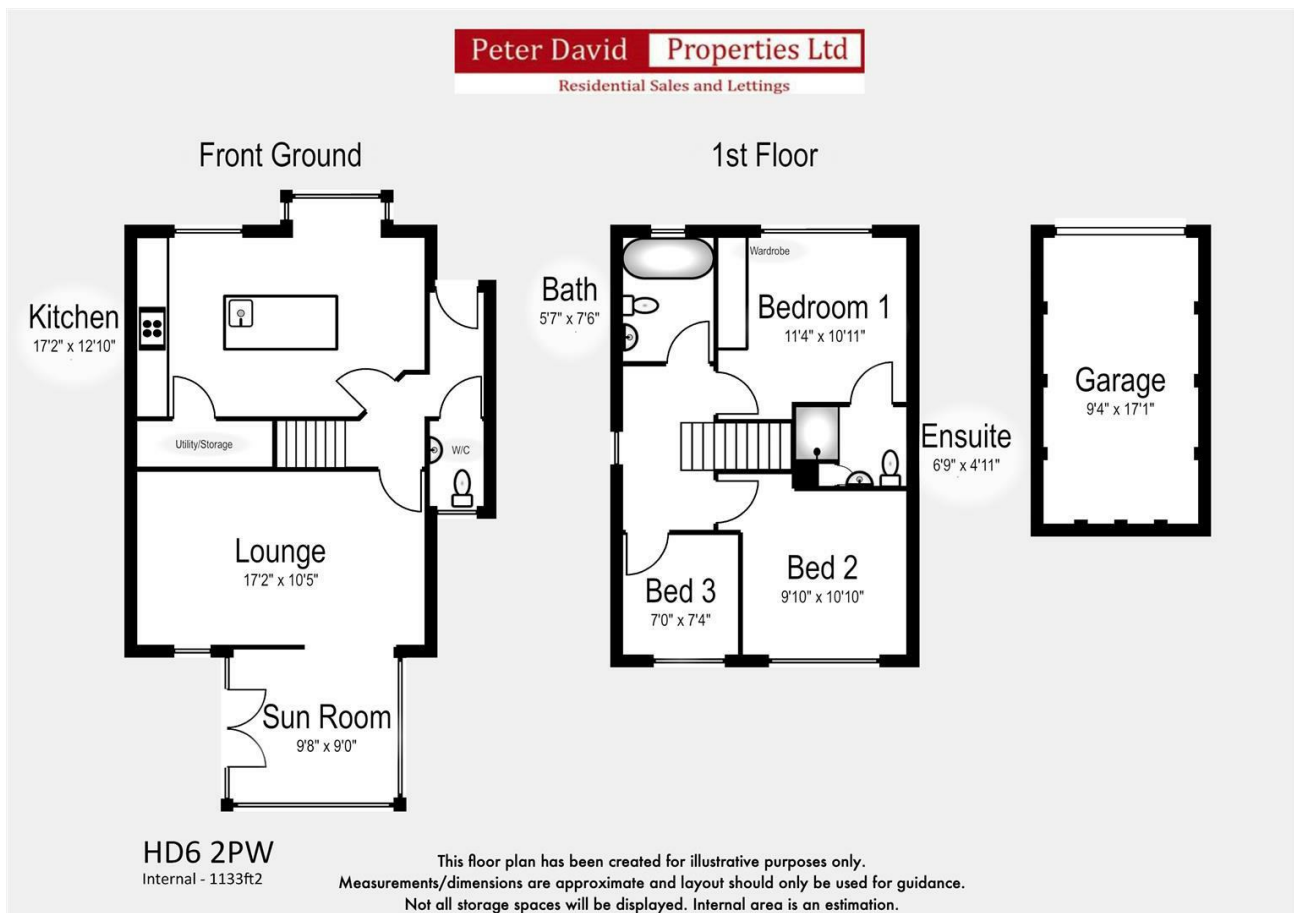 Peter David Properties Ltd
Residential Sales and Lettings
Front Ground
1st Floor
Kitchen
17'2" x 12'10"
Utility/Storage
W/C
Lounge
17'2" x 10'5"
Sun Room
9'8" x 9'0"
Bath
5'7" x 7'6"
Wardrobe
Bedroom 1
11'4" x 10'11"
Ensuite
6'9" x 4'11"
Bed 3
7'0" x 7'4"
Bed 2
9'10" x 10'10"
Garage
9'4" x 17'1"
HD6 2PW
Internal - 1133ft2
This floor plan has been created for illustrative purposes only.
Measurements/dimensions are approximate and layout should only be used for guidance.
Not all storage spaces will be displayed. Internal area is an estimation.